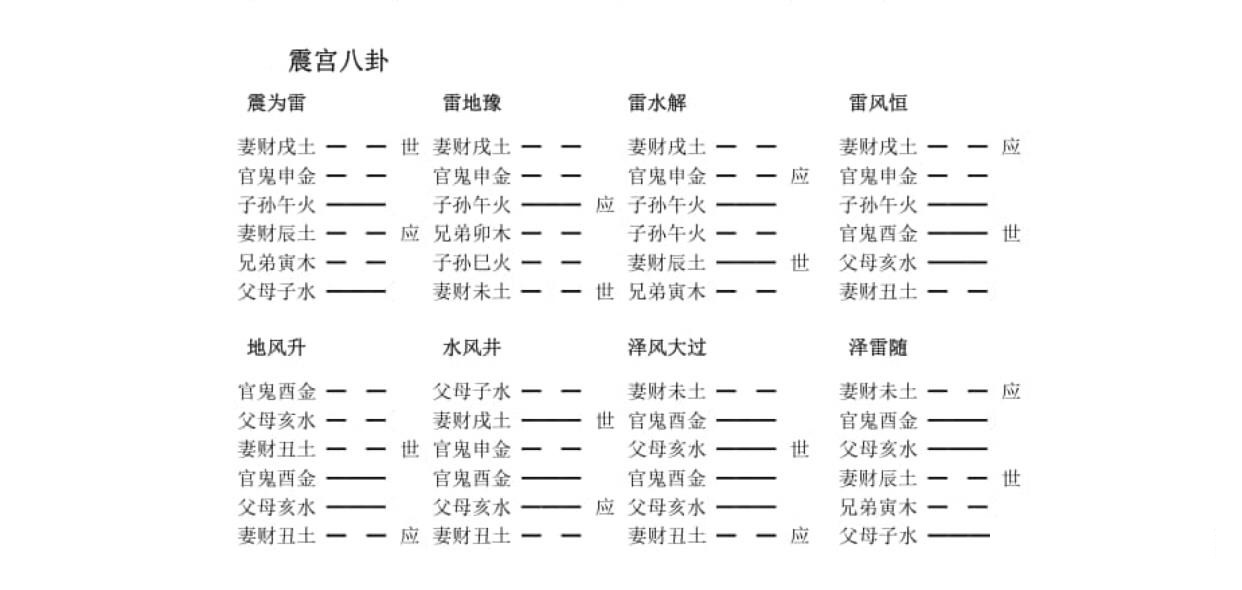 震宫八卦
震为雷 雷地豫 雷水解 雷风恒
妻财戌土 世 妻财戌土 妻财戌土 妻财戌土 应
官鬼申金 官鬼申金 官鬼申金 应 官鬼申金
子孙午火 子孙午火 应 子孙午火 子孙午火
妻财辰土 应 兄弟卯木 子孙午火 官鬼酉金 世
兄弟寅木 子孙巳火 妻财辰土 世 父母亥水
父母子水 妻财未土 世 兄弟寅木 妻财丑土
地风升 水风井 泽风大过 泽雷随
官鬼酉金 父母子水 妻财未土 妻财未土 应
父母亥水 妻财戌土 世 官鬼酉金 官鬼酉金
妻财丑土 世 官鬼申金 父母亥水 世 父母亥水
官鬼酉金 官鬼酉金 官鬼酉金 妻财辰土 世
父母亥水 父母亥水 应 父母亥水 兄弟寅木
妻财丑土 应 妻财丑土 妻财丑土 应 父母子水